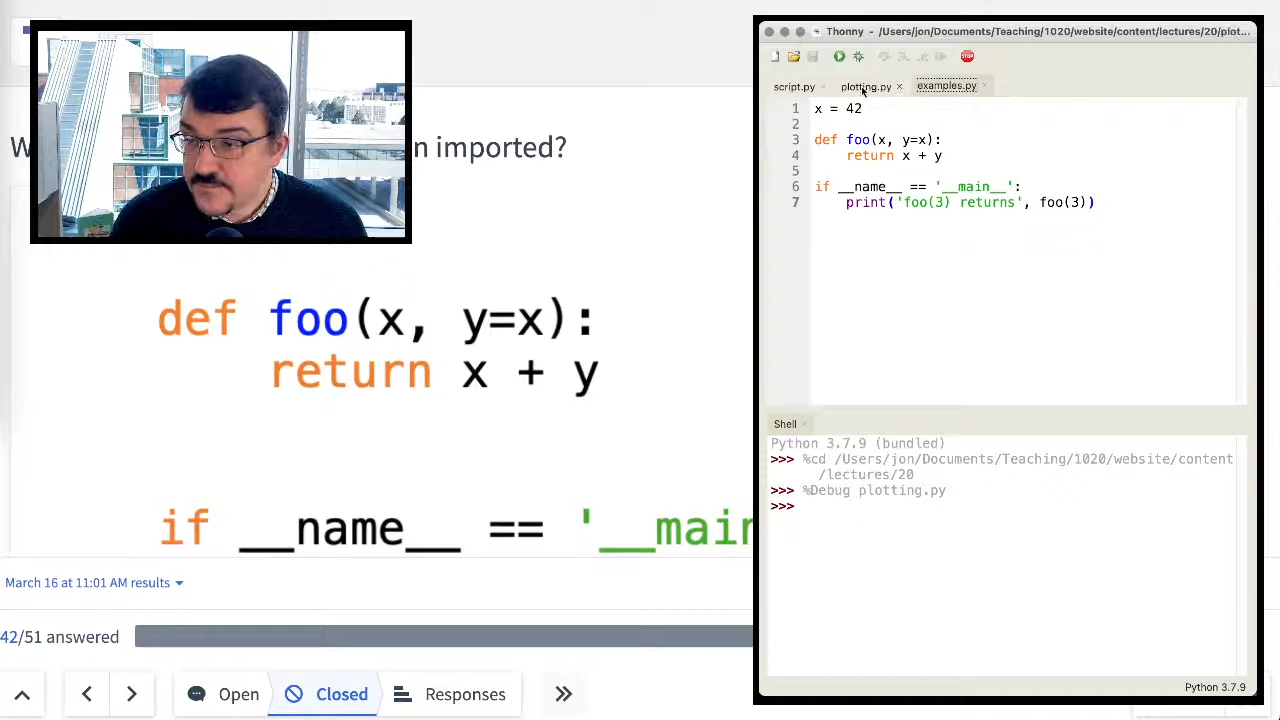 W
n imported?
def foo(x, y=x):
return x + y
if __name__ == '__main
March 16 at 11:01 AM results
42/51 answered
Open
Closed
Responses
Thonny - /Users/jon/Documents/Teaching/1020/website/content/lectures/20/plot...
script.py
plotting.py
examples.py
1 x = 42
2
3 def foo(x, y=x):
4 return x + y
5
6 if __name__ == '__main__':
7 print('foo(3) returns', foo(3))
Shell
Python 3.7.9 (bundled)
>>> %cd /Users/jon/Documents/Teaching/1020/website/content
/lectures/20
>>> %Debug plotting.py
>>>
Python 3.7.9